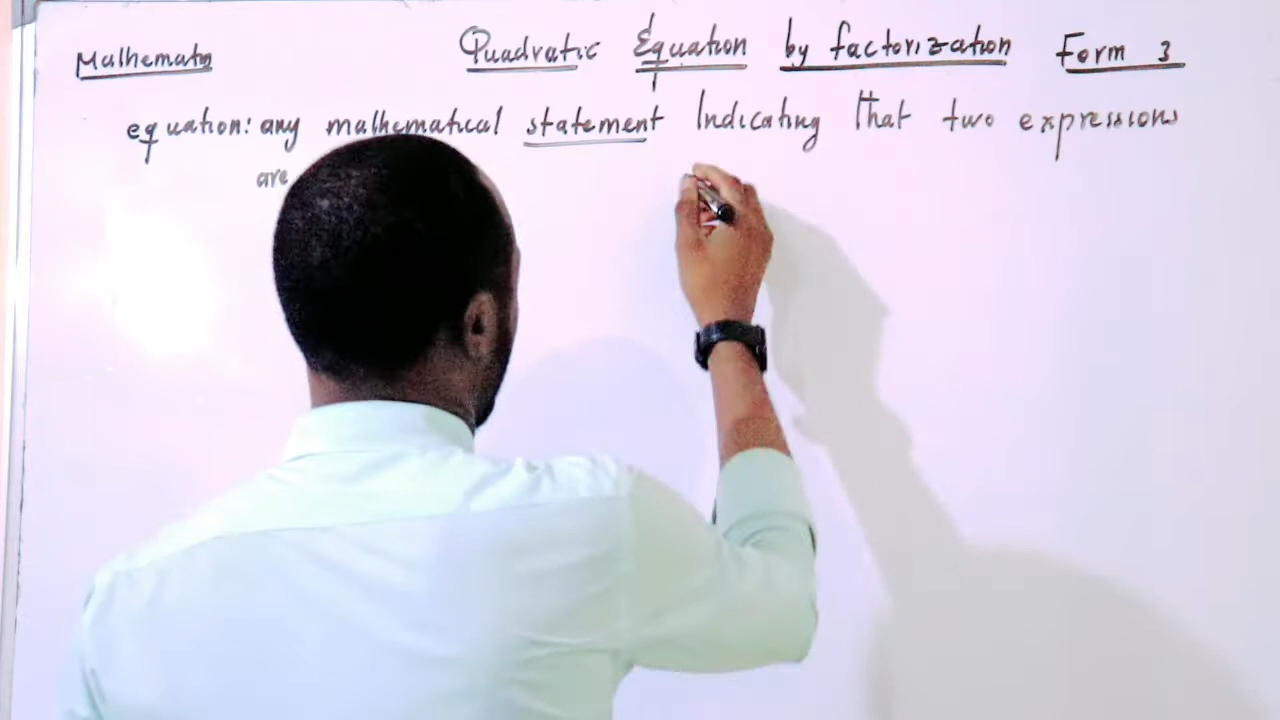 Mathematics Quadratic Equation by factorization Form 3
equation: any mathematical statement Indicating that two expressions
are